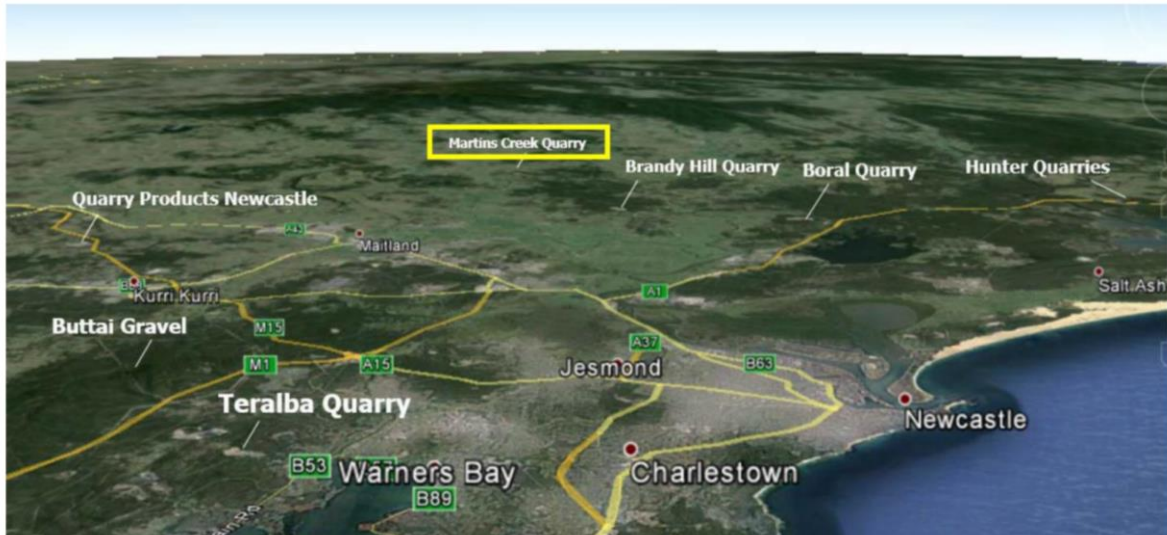 Martins Creek Quarry
Brandy Hill Quarry
Boral Quarry
Hunter Quarries
Quarry Products Newcastle
A43
Maitland
Kurri Kurri
Salt Ash
A1
Buttai Gravel
M15
A37
M1
A15
Jesmond
B63
Teralba Quarry
Newcastle
B53
Warners Bay
Charlestown
B89